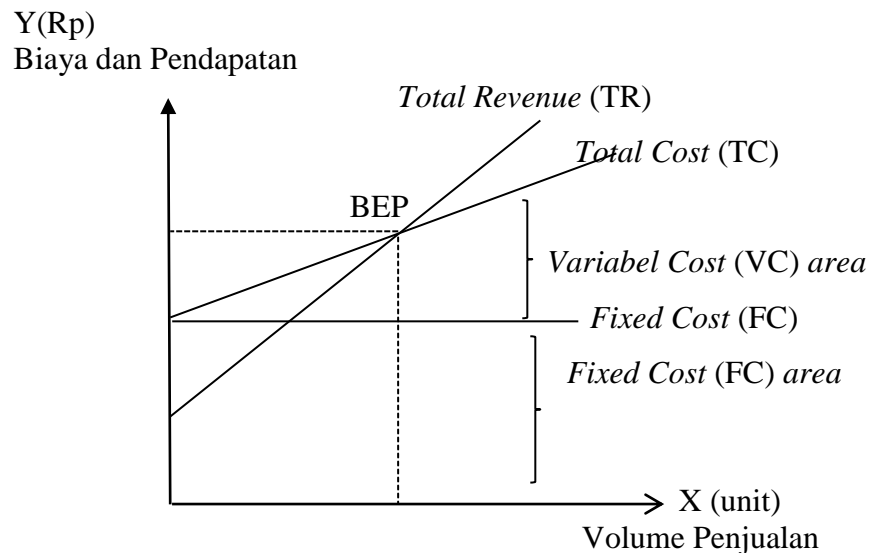 Y(Rp)
Biaya dan Pendapatan
Total Revenue (TR)
Total Cost (TC)
BEP
Variabel Cost (VC) area
Fixed Cost (FC)
Fixed Cost (FC) area
X (unit)
Volume Penjualan